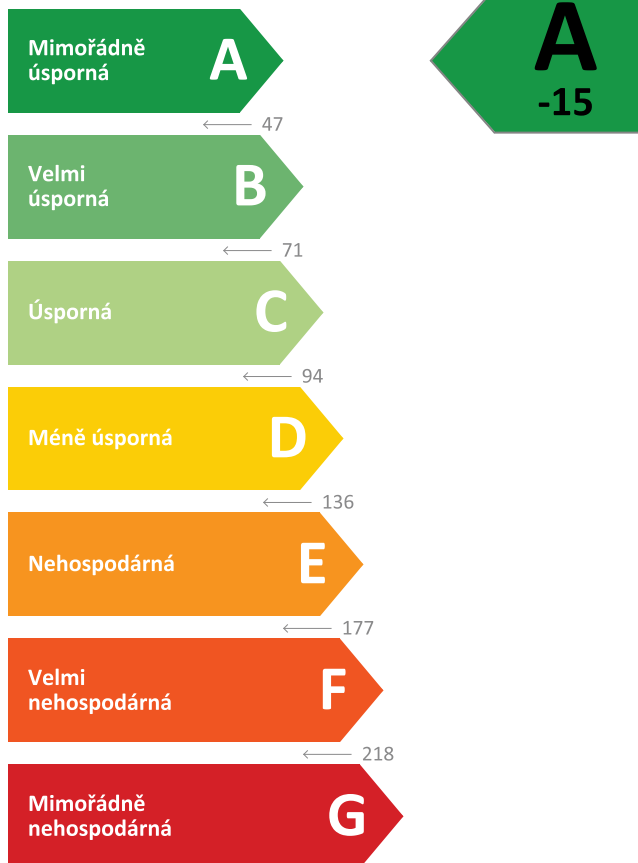 Mimořádně
úsporná
A
A
-15
47
Velmi
úsporná
B
71
Úsporná
C
94
Méně úsporná
D
136
Nehospodárná
E
177
Velmi
nehospodárná
F
218
Mimořádně
nehospodárná
G